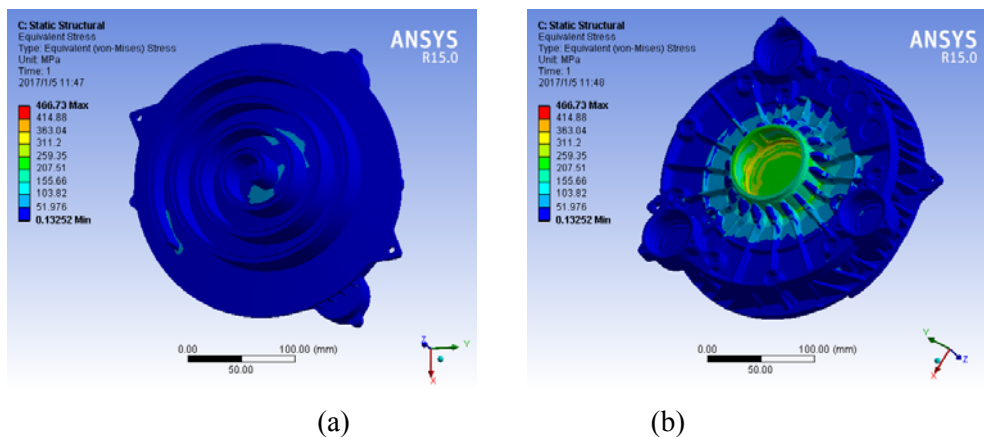 C: Static Structural
Equivalent Stress
Type: Equivalent (von-Mises) Stress
Unit: MPa
Time: 1
2017/1/5 11:47
466.73 Max
414.88
363.04
311.2
259.35
207.51
155.66
103.82
51.976
0.13252 Min
ANSYS
R15.0
0.00 100.00 (mm)
50.00
Z
Y
X
(a)
C: Static Structural
Equivalent Stress
Type: Equivalent (von-Mises) Stress
Unit: MPa
Time: 1
2017/1/5 11:48
466.73 Max
414.88
363.04
311.2
259.35
207.51
155.66
103.82
51.976
0.13252 Min
ANSYS
R15.0
0.00 100.00 (mm)
50.00
Y
Z
X
(b)